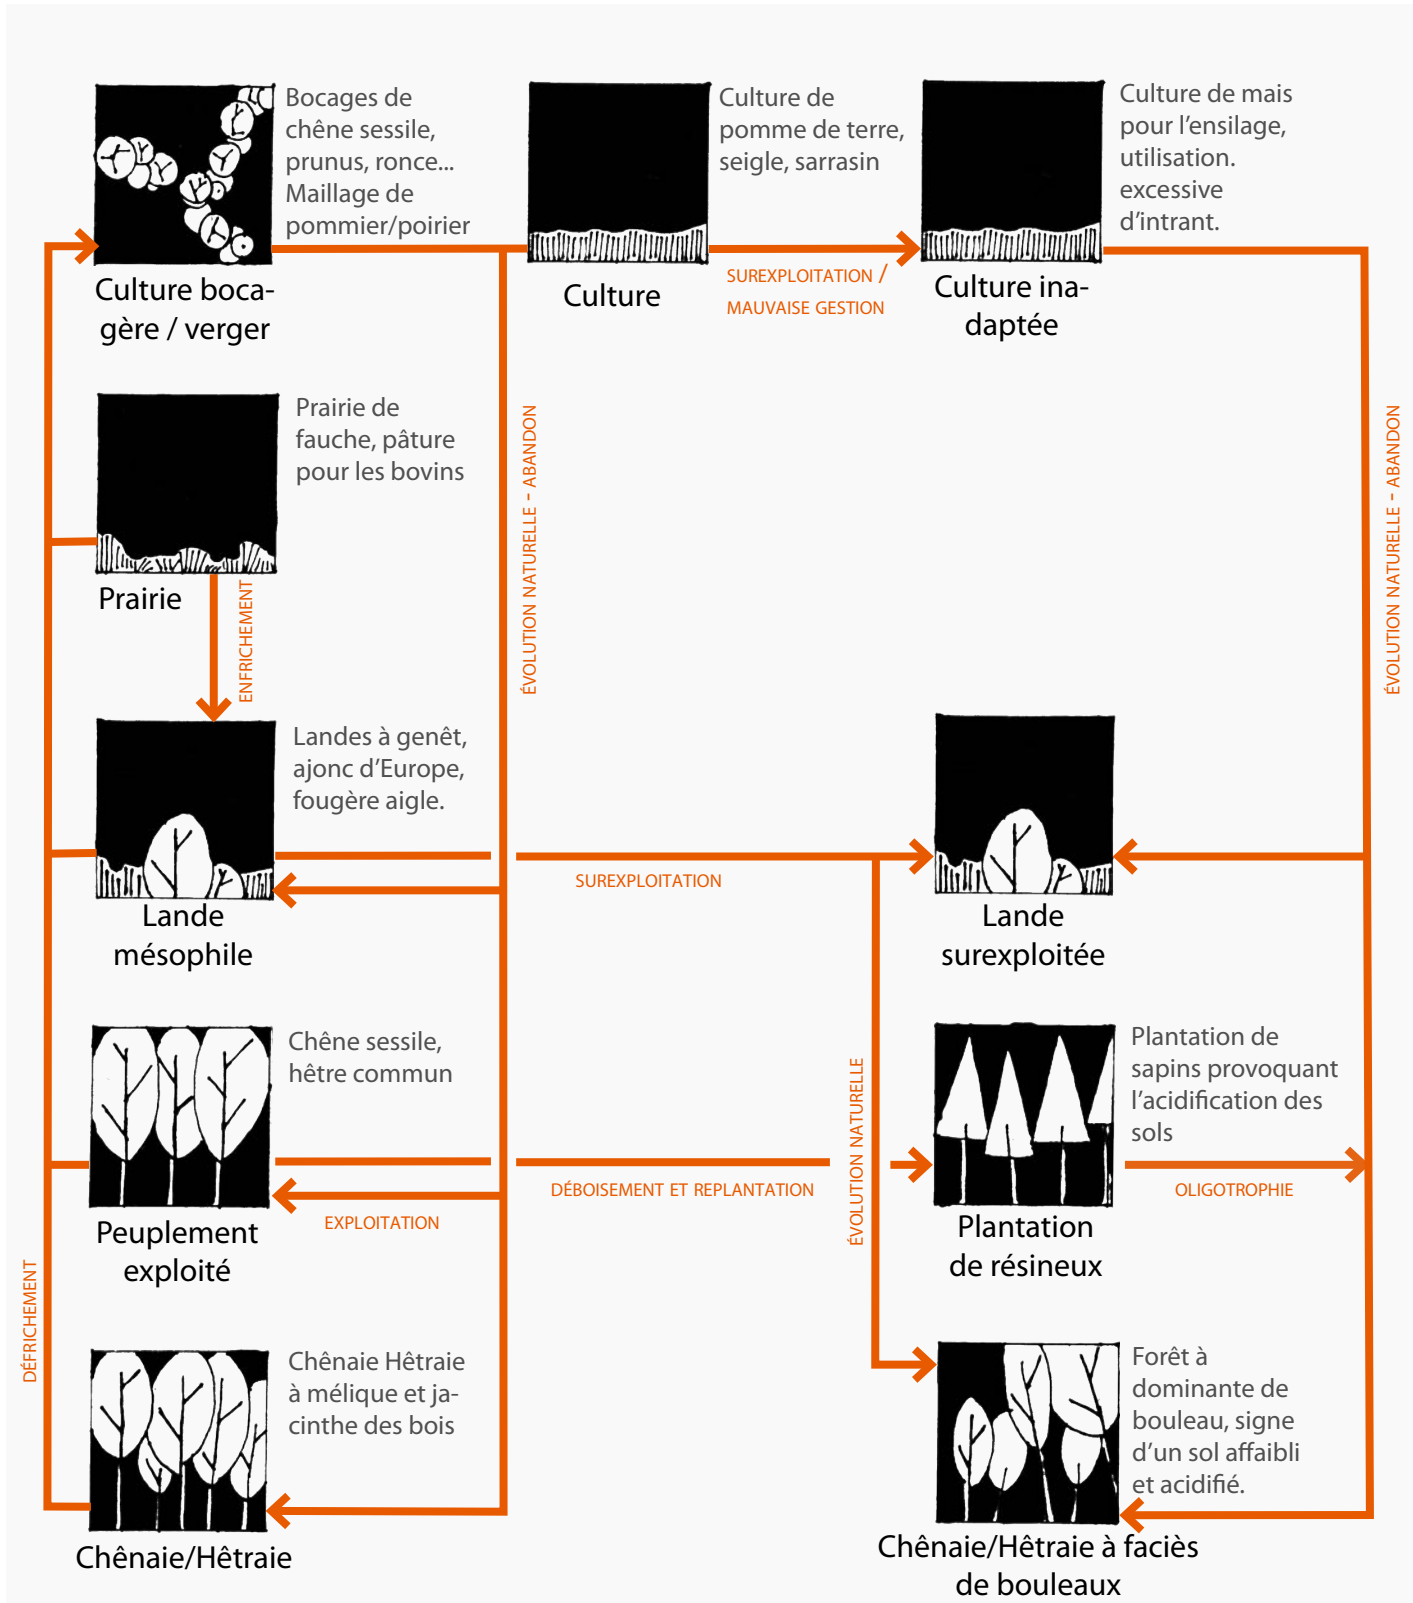 Bocages de
chêne sessile,
prunus, ronce...
Maillage de
pommier/poirier
Culture boca-
gère / verger
Culture de
pomme de terre,
seigle, sarrasin
Culture
SUREXPLOITATION /
MAUVAISE GESTION
Culture de mais
pour l'ensilage,
utilisation.
excessive
d'intrant.
Culture ina-
daptée
Prairie de
fauche, pâture
pour les bovins
Prairie
ENFRICHEMENT
ÉVOLUTION NATURELLE - ABANDON
ÉVOLUTION NATURELLE - ABANDON
Landes à genêt,
ajonc d'Europe,
fougère aigle.
Lande
mésophile
SUREXPLOITATION
Lande
surexploitée
Chêne sessile,
hêtre commun
Peuplement
exploité
EXPLOITATION
DÉBOISEMENT ET REPLANTATION
ÉVOLUTION NATURELLE
Plantation de
sapins provoquant
l'acidification des
sols
OLIGOTROPHIE
Plantation
de résineux
DÉFRICHEMENT
Chênaie Hêtraie
à mélique et ja-
cinthe des bois
Chênaie/Hêtraie
Forêt à
dominante de
bouleau, signe
d'un sol affaibli
et acidifié.
Chênaie/Hêtraie à faciès
de bouleaux